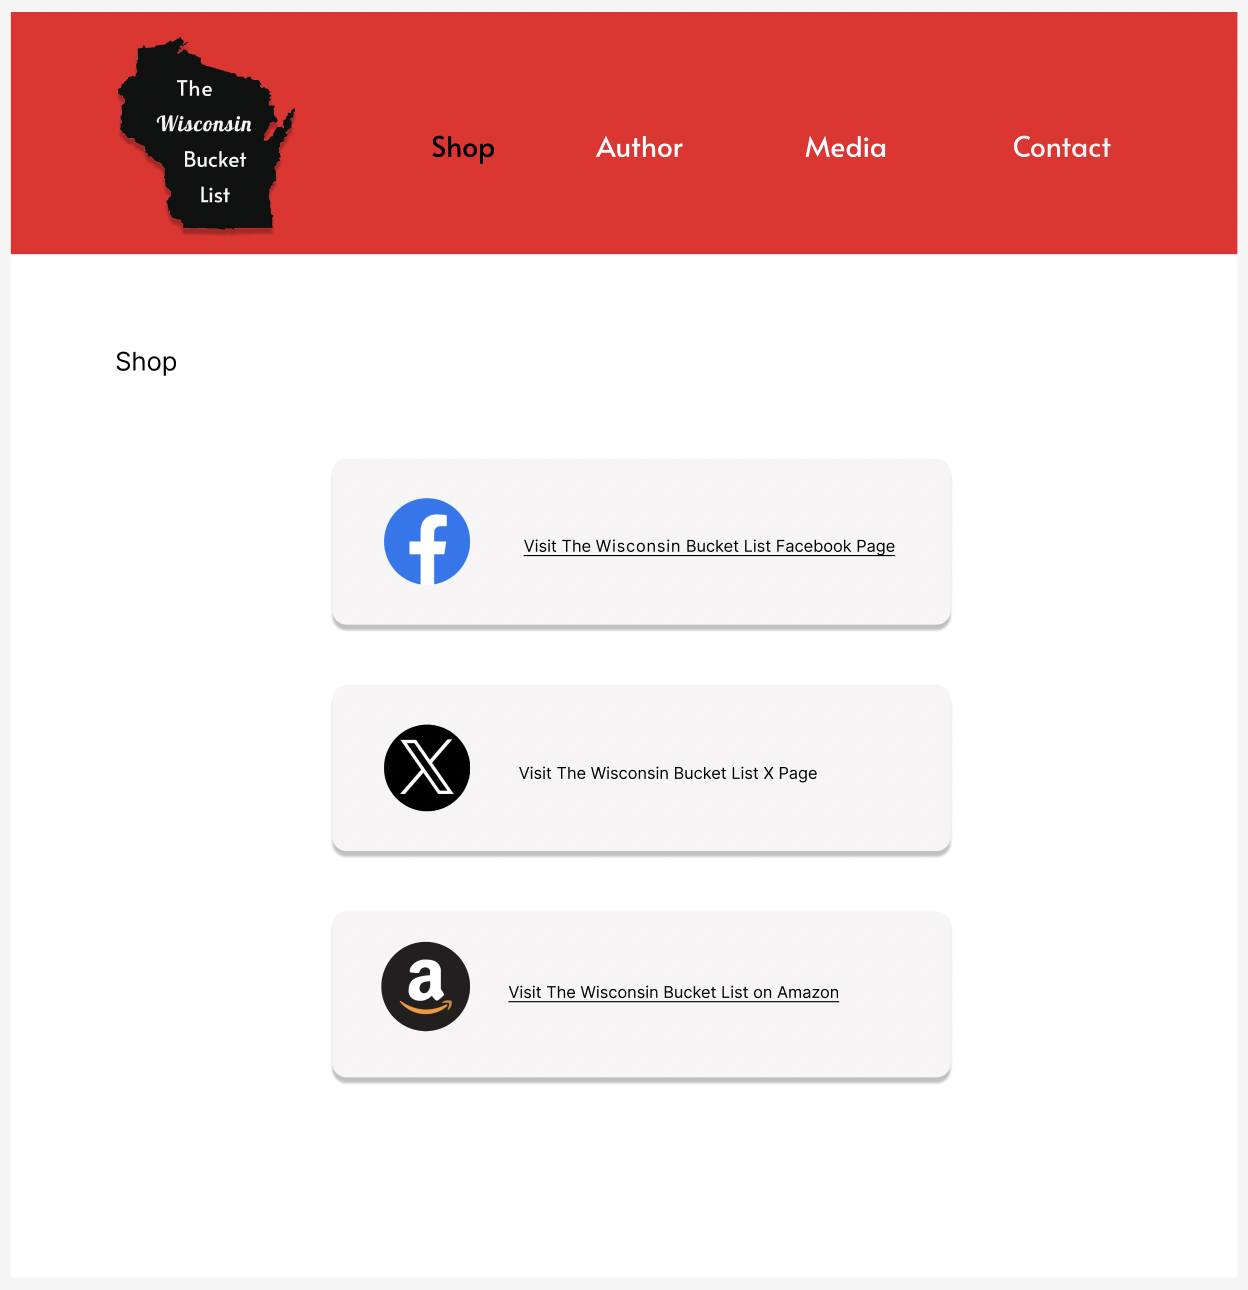 The
Wisconsin
Bucket
List
Shop
Author
Media
Contact
Shop
Visit The Wisconsin Bucket List Facebook Page
Visit The Wisconsin Bucket List X Page
Visit The Wisconsin Bucket List on Amazon